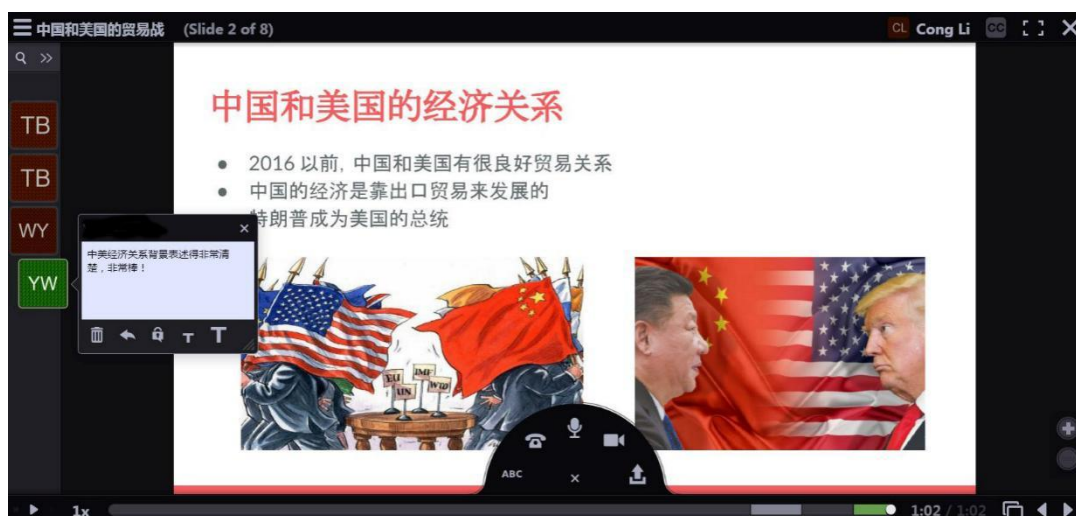 中国和美国的贸易战 (Slide 2 of 8)
CL Cong Li CC
TB
TB
WY
YW
中美经济关系背景表述得非常清
楚，非常棒！
T T
中国和美国的经济关系
2016 以前, 中国和美国有很良好贸易关系
中国的经济是靠出口贸易来发展的
特朗普成为美国的总统
EU
UN
IMF
WTO
ABC
1x
1:02 / 1:02